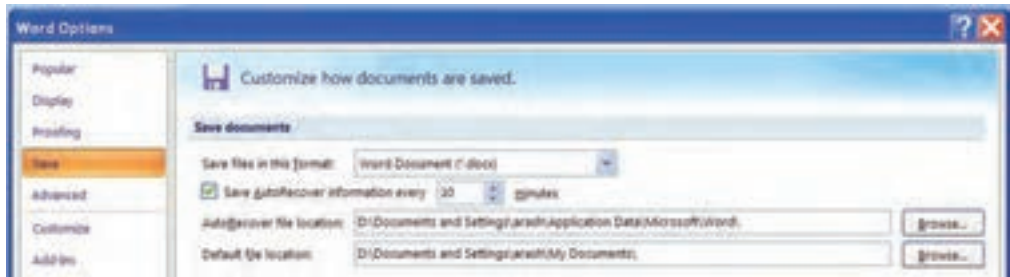 Word Options
Popular
Display
Proofing
Save
Advanced
Customize
Add-Ins
Customize how documents are saved.
Save documents
Save files in this format: Word Document (*.docx)
Save AutoRecover information every 10 minutes
AutoRecover file location: D:\Documents and Settings\arash\Application Data\Microsoft\Word\ Browse...
Default file location: D:\Documents and Settings\arash\My Documents\ Browse...